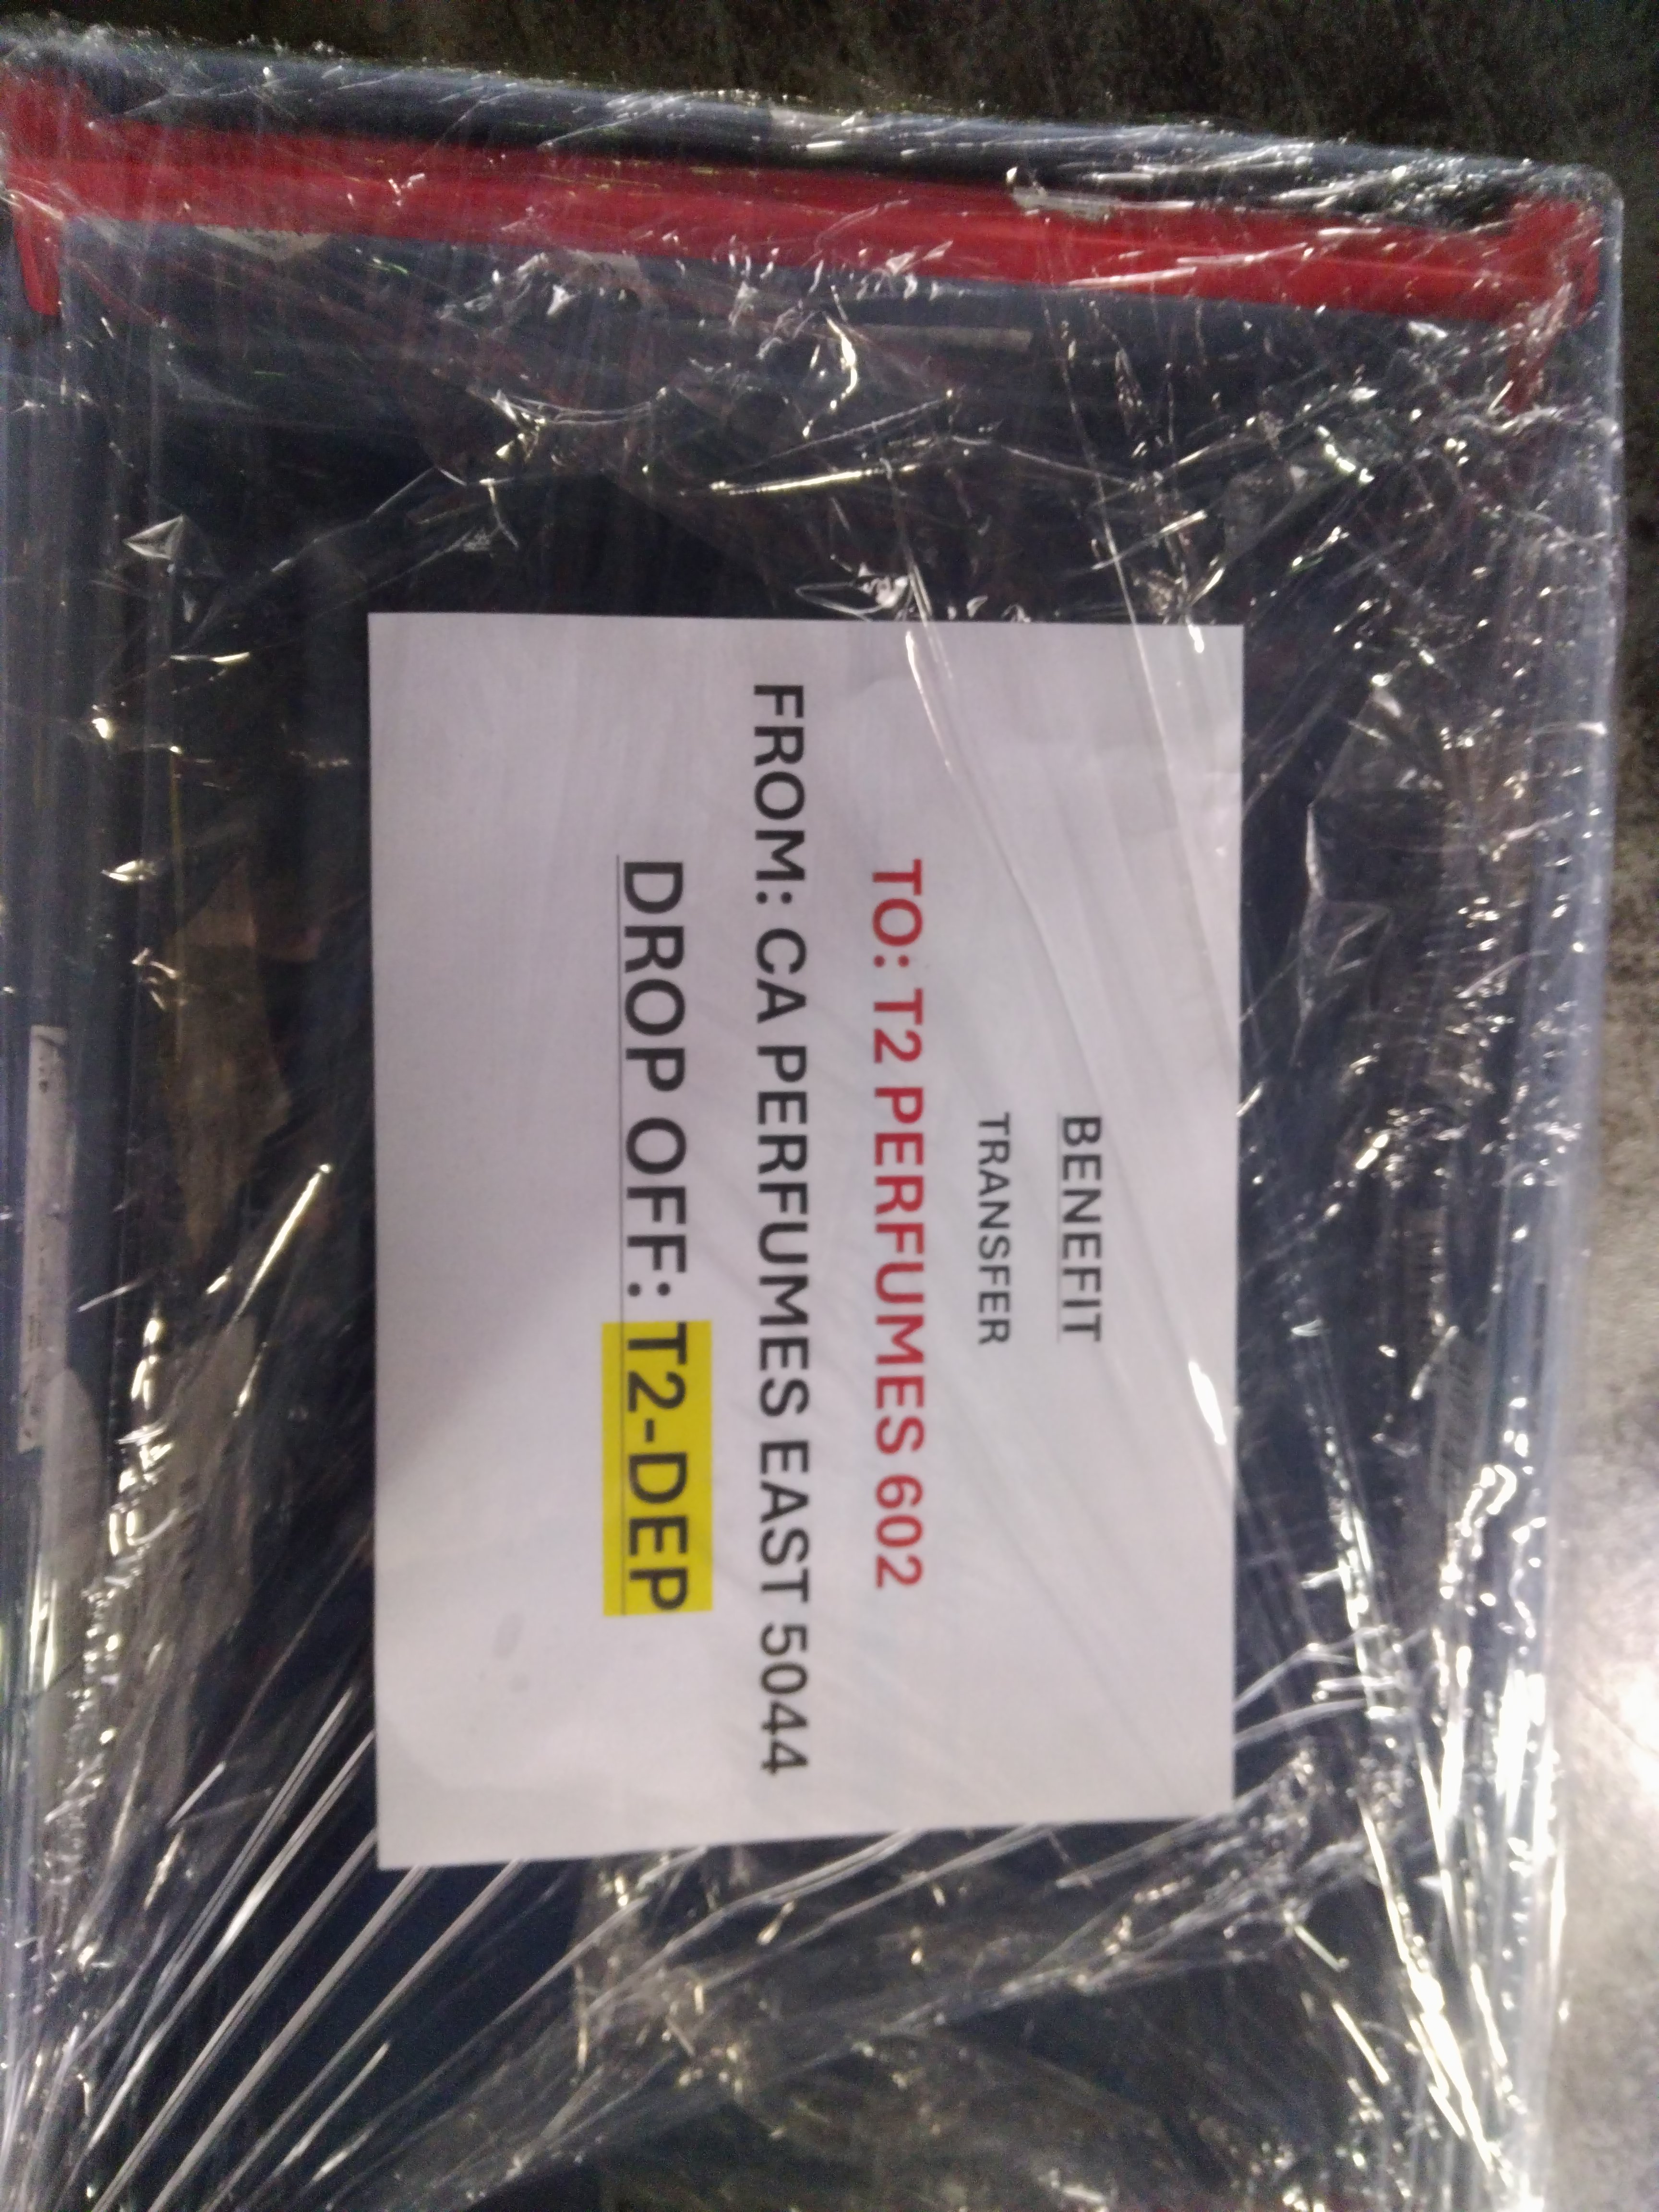 BENEFIT
TRANSFER
TO: T2 PERFUMES 602
FROM: CA PERFUMES EAST 5044
DROP OFF: T2-DEP